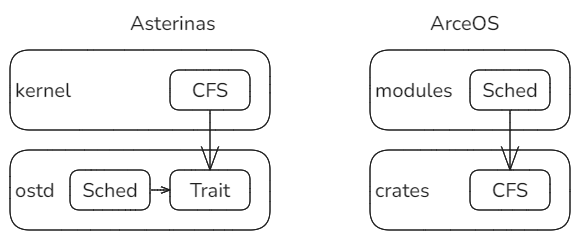 Asterinas
ArceOS
kernel
CFS
modules
Sched
ostd
Sched
Trait
crates
CFS